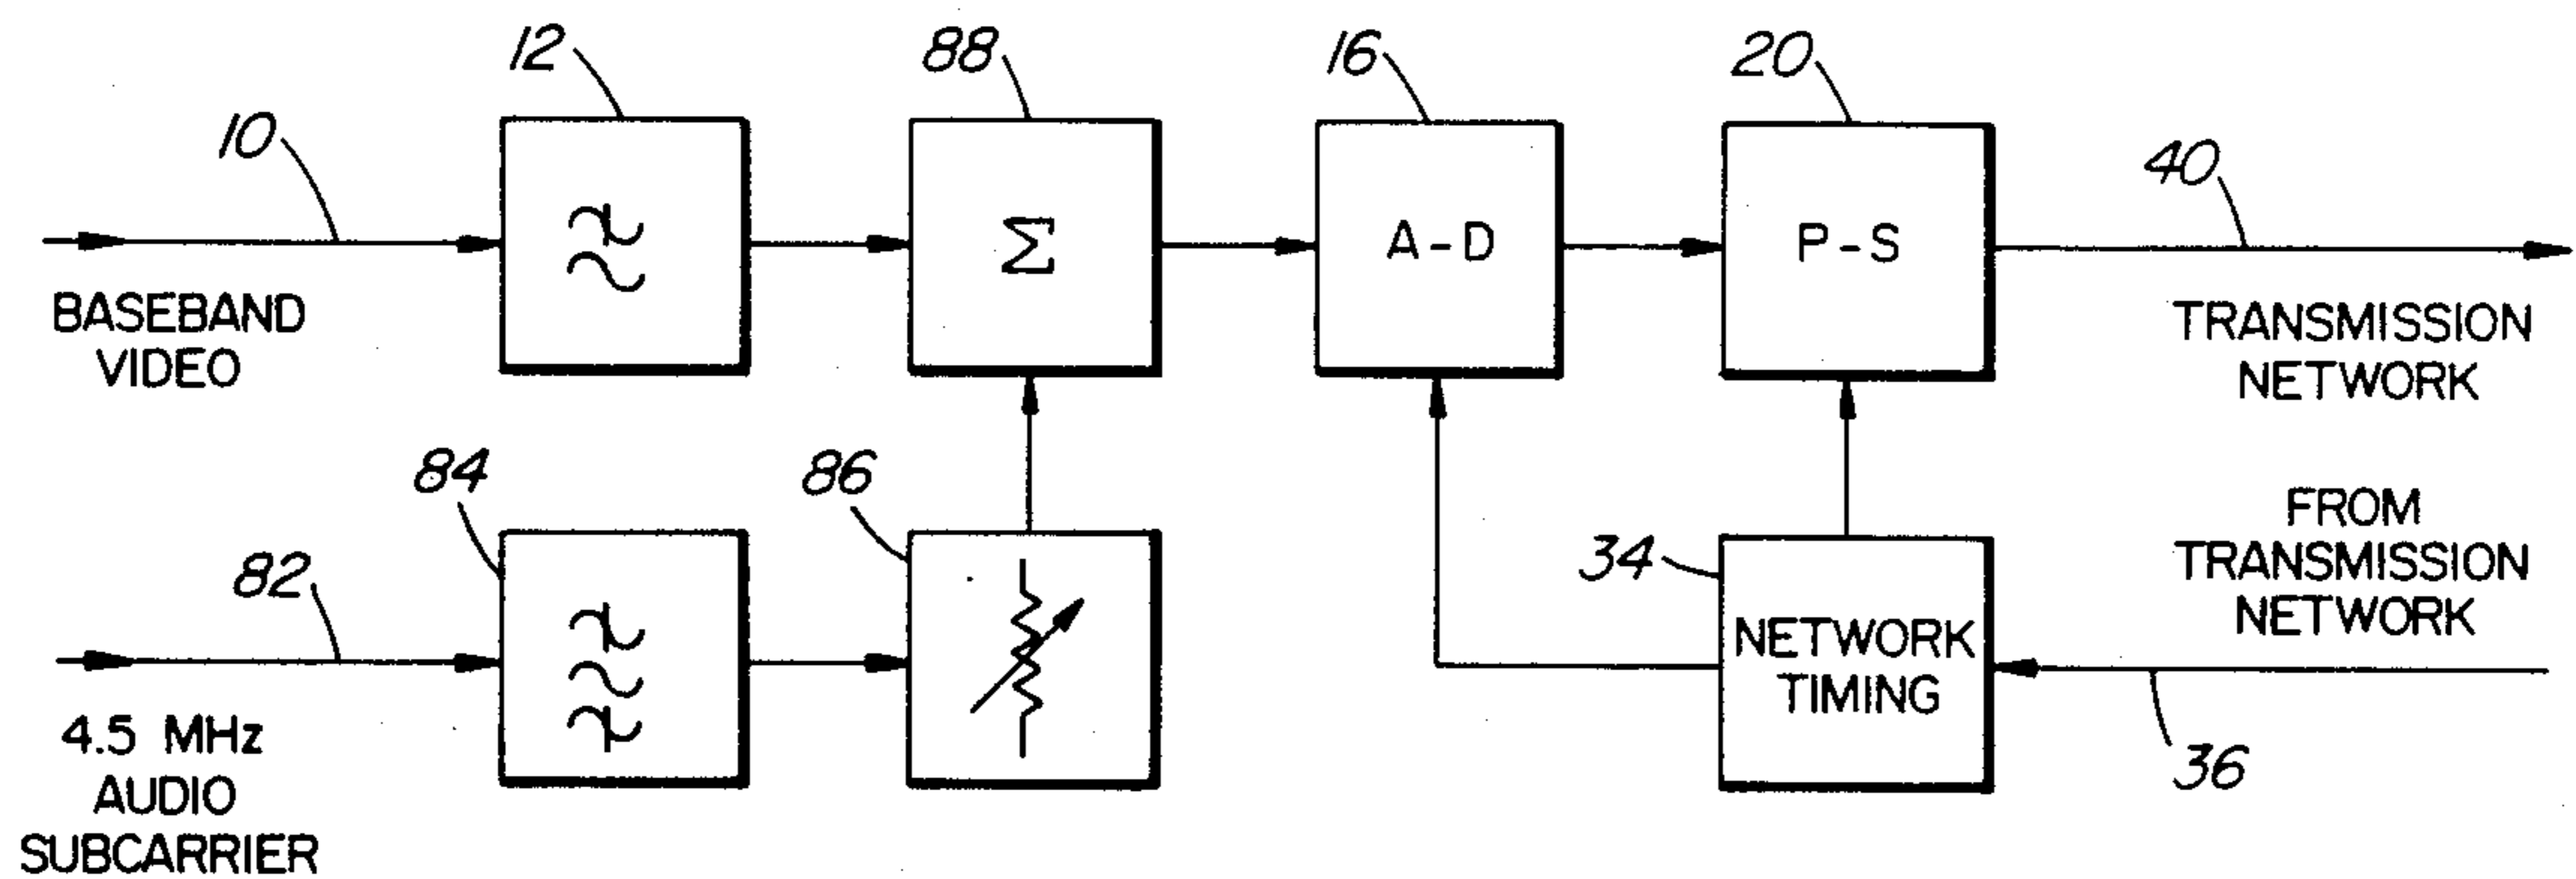 12
88
16
20
10
40
Σ
A-D
P-S
BASEBAND
VIDEO
TRANSMISSION
NETWORK
84
86
82
34
FROM
TRANSMISSION
NETWORK
NETWORK
TIMING
4.5 MHz
AUDIO
SUBCARRIER
36